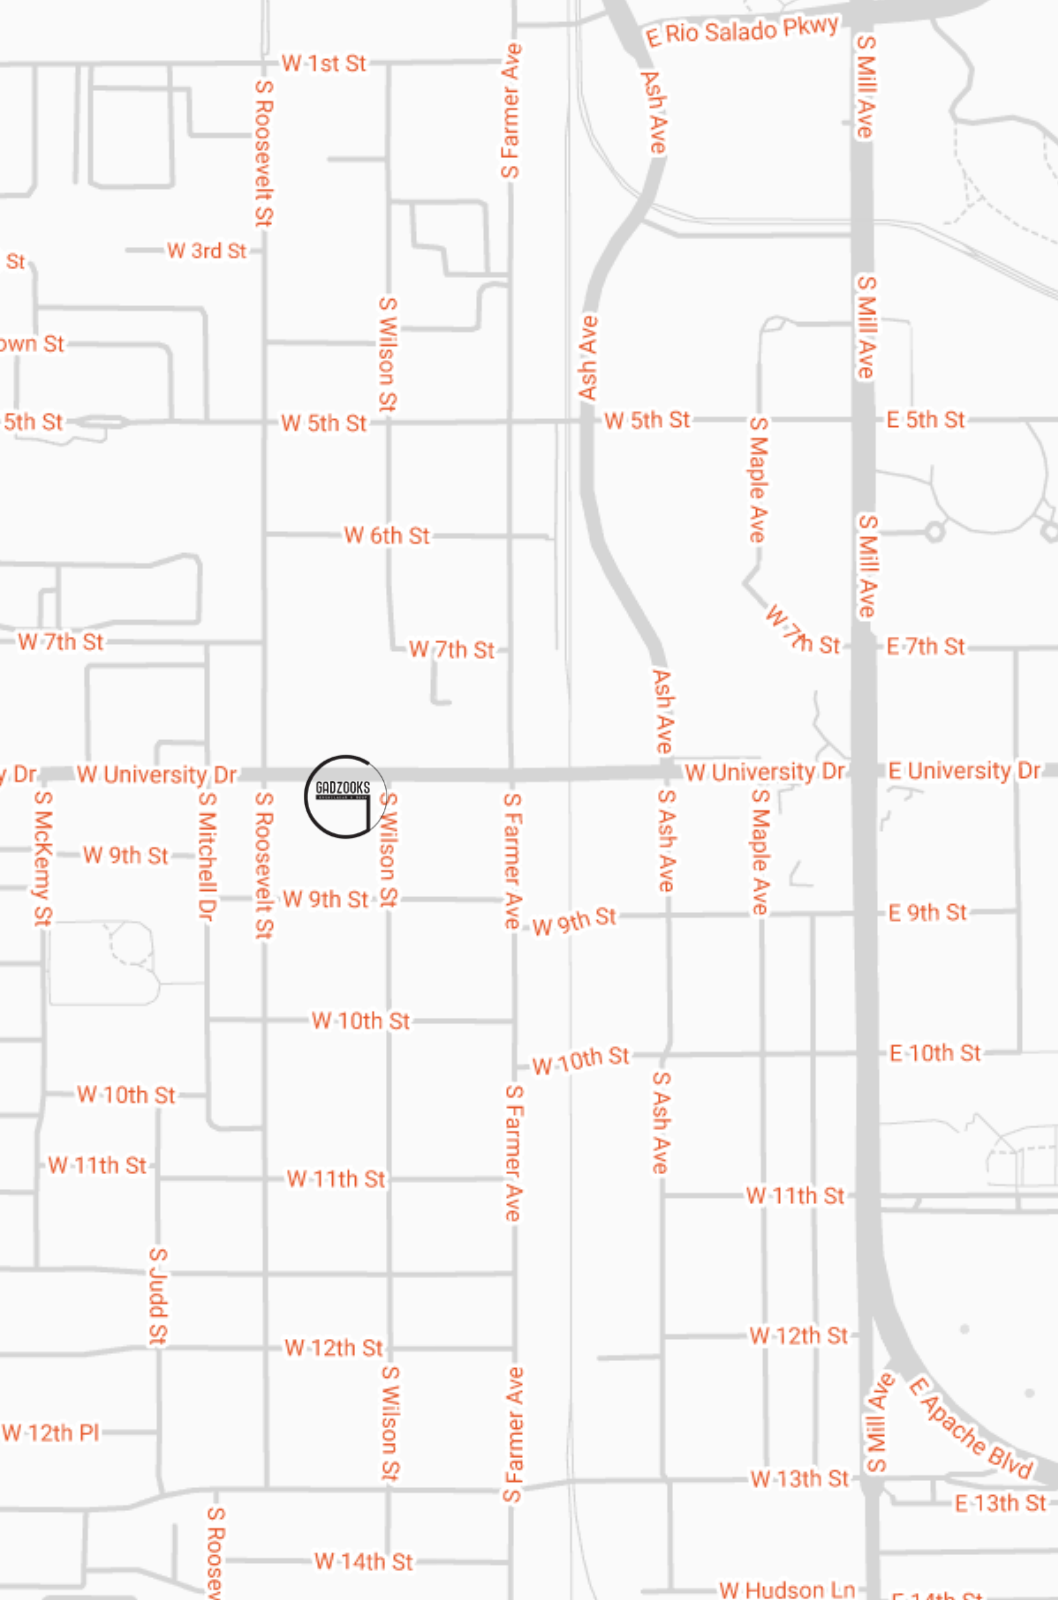 E Rio Salado Pkwy
W 1st St
S Roosevelt St
S Farmer Ave
Ash Ave
S Mill Ave
W 3rd St
St
S Wilson St
S Mill Ave
own St
Ash Ave
5th St
W 5th St
W 5th St
E 5th St
S Maple Ave
W 6th St
S Mill Ave
W 7th St
W 7th St
W 7th St
E 7th St
Ash Ave
y Dr
W University Dr
W University Dr
E University Dr
GADZOOKS
S McKemy St
S Mitchell Dr
S Roosevelt St
S Wilson St
S Farmer Ave
S Ash Ave
S Maple Ave
W 9th St
W 9th St
W 9th St
E 9th St
W 10th St
W 10th St
E 10th St
W 10th St
S Farmer Ave
S Ash Ave
W 11th St
W 11th St
W 11th St
S Judd St
W 12th St
W 12th St
S Wilson St
S Farmer Ave
S Mill Ave
E Apache Blvd
W 12th Pl
W 13th St
E 13th St
S Roosev
W 14th St
W Hudson Ln
E 14th St